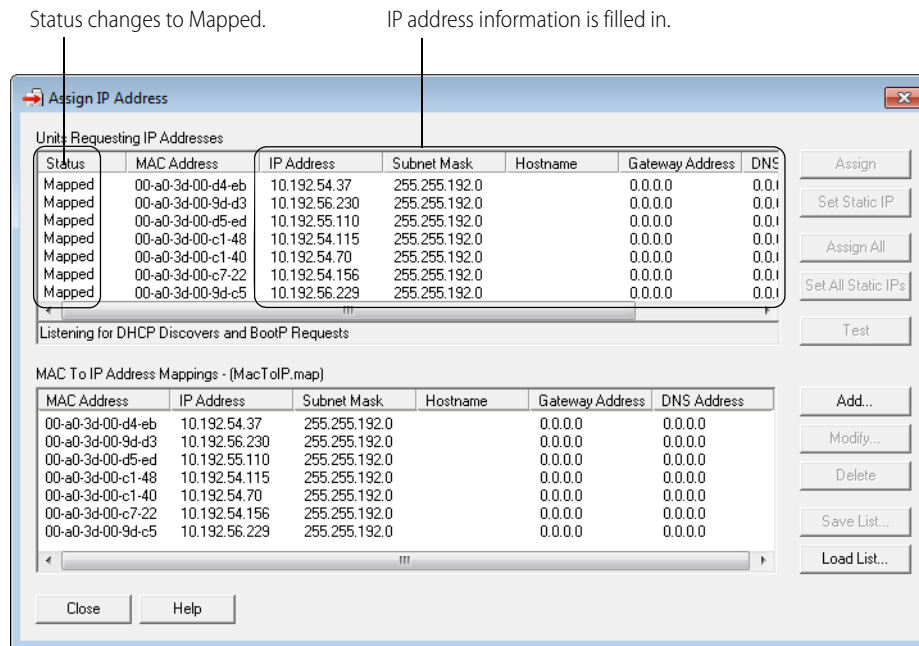 Status changes to Mapped. IP address information is filled in.
Assign IP Address
Units Requesting IP Addresses
Status MAC Address IP Address Subnet Mask Hostname Gateway Address DNS
Mapped 00-a0-3d-00-d4-eb 10.192.54.37 255.255.192.0 0.0.0.0 0.0.
Mapped 00-a0-3d-00-9d-d3 10.192.56.230 255.255.192.0 0.0.0.0 0.0.
Mapped 00-a0-3d-00-d5-ed 10.192.55.110 255.255.192.0 0.0.0.0 0.0.
Mapped 00-a0-3d-00-c1-48 10.192.54.115 255.255.192.0 0.0.0.0 0.0.
Mapped 00-a0-3d-00-c1-40 10.192.54.70 255.255.192.0 0.0.0.0 0.0.
Mapped 00-a0-3d-00-c7-22 10.192.54.156 255.255.192.0 0.0.0.0 0.0.
Mapped 00-a0-3d-00-9d-c5 10.192.56.229 255.255.192.0 0.0.0.0 0.0.
Listening for DHCP Discovers and BootP Requests
Assign
Set Static IP
Assign All
Set All Static IPs
Test
MAC To IP Address Mappings - (MacToIP.map)
MAC Address IP Address Subnet Mask Hostname Gateway Address DNS Address
00-a0-3d-00-d4-eb 10.192.54.37 255.255.192.0 0.0.0.0 0.0.0.0
00-a0-3d-00-9d-d3 10.192.56.230 255.255.192.0 0.0.0.0 0.0.0.0
00-a0-3d-00-d5-ed 10.192.55.110 255.255.192.0 0.0.0.0 0.0.0.0
00-a0-3d-00-c1-48 10.192.54.115 255.255.192.0 0.0.0.0 0.0.0.0
00-a0-3d-00-c1-40 10.192.54.70 255.255.192.0 0.0.0.0 0.0.0.0
00-a0-3d-00-c7-22 10.192.54.156 255.255.192.0 0.0.0.0 0.0.0.0
00-a0-3d-00-9d-c5 10.192.56.229 255.255.192.0 0.0.0.0 0.0.0.0
Add...
Modify...
Delete
Save List...
Load List...
Close Help